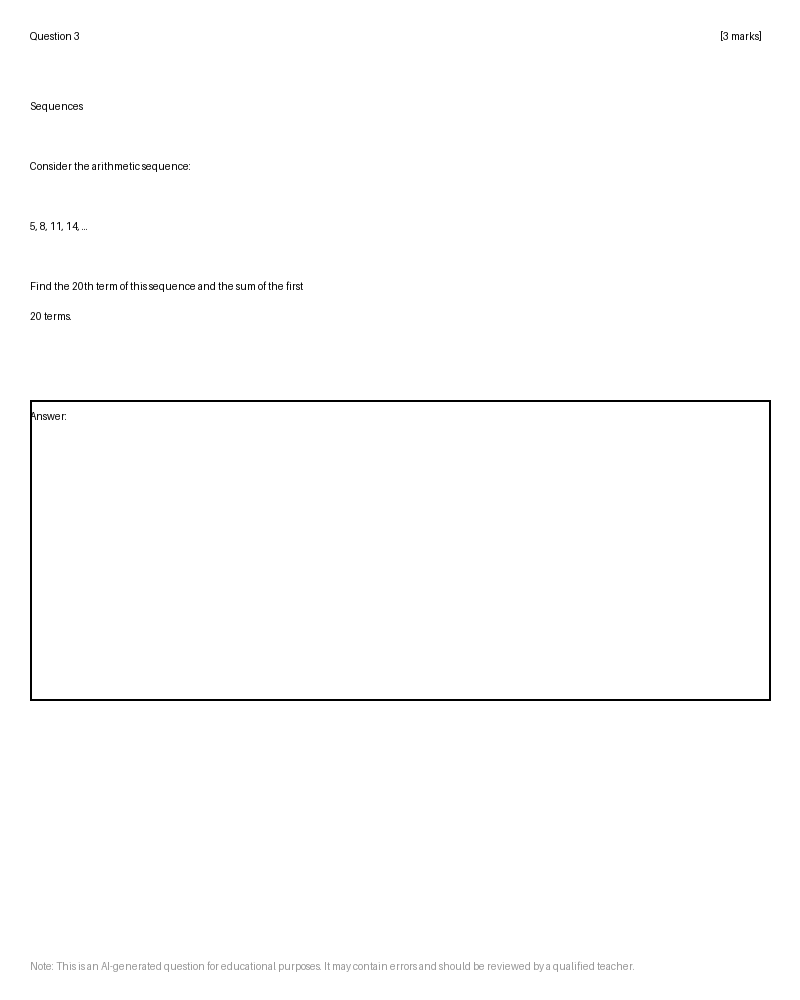 Question 3 [3 marks]
Sequences
Consider the arithmetic sequence:
5, 8, 11, 14, ...
Find the 20th term of this sequence and the sum of the first
20 terms.
Answer:
Note: This is an AI-generated question for educational purposes. It may contain errors and should be reviewed by a qualified teacher.